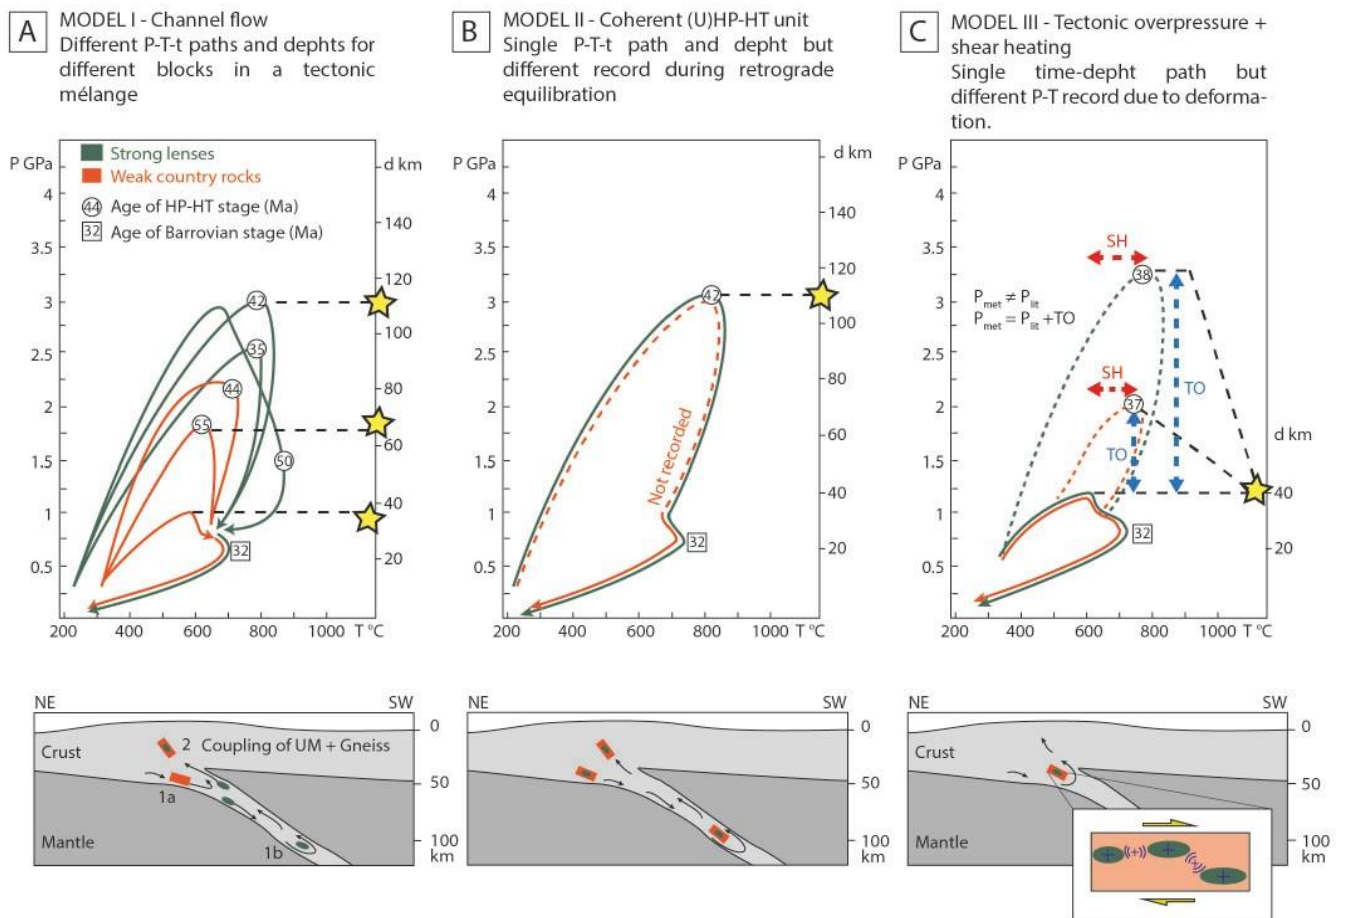 A
MODEL I - Channel flow
Different P-T-t paths and dephts for
different blocks in a tectonic
mélange
Strong lenses
Weak country rocks
44 Age of HP-HT stage (Ma)
32 Age of Barrovian stage (Ma)
P GPa
4
3.5
3
2.5
2
1.5
1
0.5
d km
140
120
100
80
60
40
20
42
35
44
55
50
32
200 400 600 800 1000 T °C
B
MODEL II - Coherent (U)HP-HT unit
Single P-T-t path and depht but
different record during retrograde
equilibration
P GPa
4
3.5
3
2.5
2
1.5
1
0.5
d km
140
120
100
80
60
40
20
42
Not recorded
32
200 400 600 800 1000 T °C
C
MODEL III - Tectonic overpressure +
shear heating
Single time-depht path but
different P-T record due to deforma-
tion.
P GPa
4
3.5
3
2.5
2
1.5
1
0.5
SH
38
Pmet ≠ Plit
Pmet = Plit +TO
SH
37
TO
TO
d km
40
20
32
200 400 600 800 1000 T °C
NE SW
Crust
Mantle
2 Coupling of UM + Gneiss
1a
1b
0
50
100
km
NE SW
0
50
100
km
NE SW
Crust
Mantle
0
50
100
km
((+))
((×))